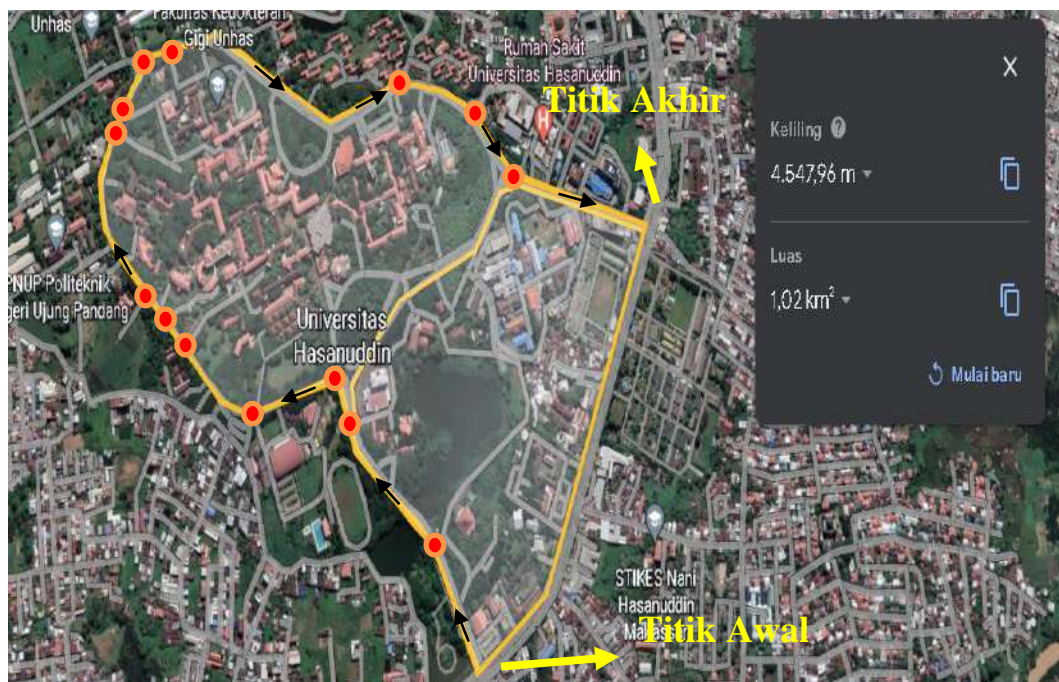 Unhas
Fakultas Kedokteran
Gigi Unhas
Rumah Sakit
Universitas Hasanuddin
H
Titik Akhir
X
Keliling ?
4.547,96 m
Luas
1,02 km²
Mulai baru
PNUP Politeknik
geri Ujung Pandang
Universitas
Hasanuddin
STIKES Nani
Hasanuddin
Titik Awal